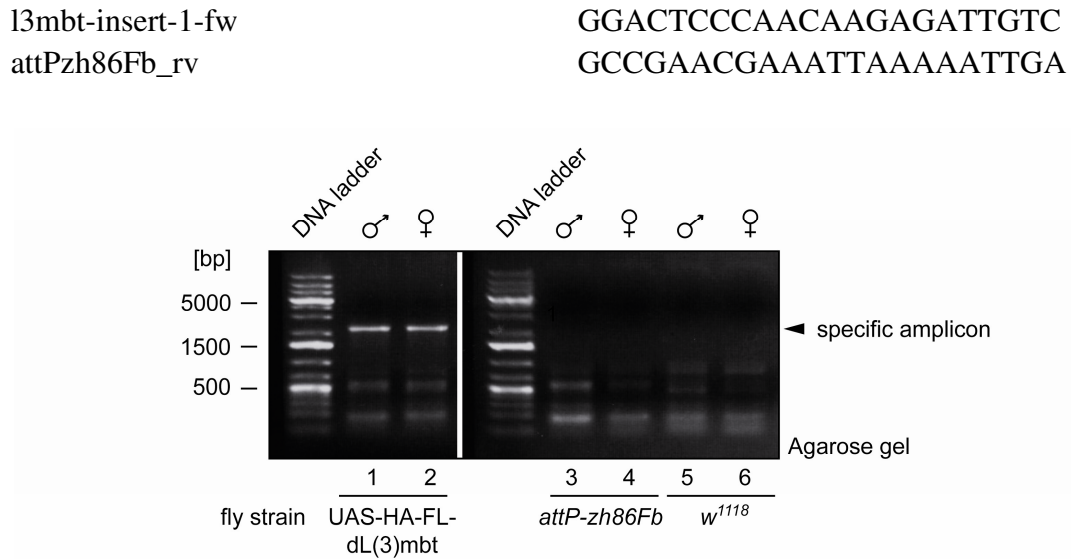 l3mbt-insert-1-fw GGACTCCCAACAAGAGATTGTC
attPzh86Fb_rv GCCGAACGAAATTAAAAATTGA
DNA ladder ♂ ♀ DNA ladder ♂ ♀ ♂ ♀
[bp]
5000
specific amplicon
1500
500
Agarose gel
1 2 3 4 5 6
fly strain UAS-HA-FL- attP-zh86Fb w1118
dL(3)mbt